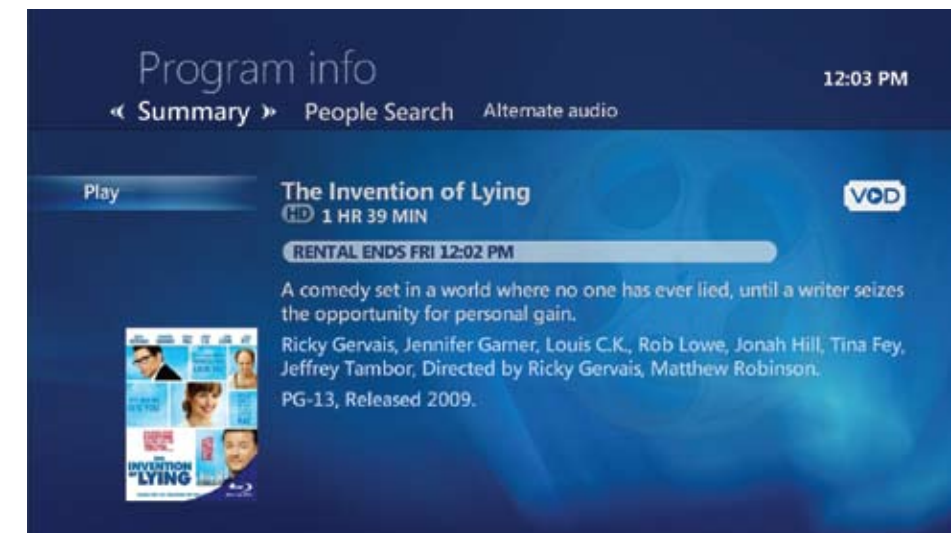 Program info
12:03 PM
Summary People Search Alternate audio
Play
The Invention of Lying
VOD
HD 1 HR 39 MIN
RENTAL ENDS FRI 12:02 PM
A comedy set in a world where no one has ever lied, until a writer seizes
the opportunity for personal gain.
Ricky Gervais, Jennifer Garner, Louis C.K., Rob Lowe, Jonah Hill, Tina Fey,
Jeffrey Tambor, Directed by Ricky Gervais, Matthew Robinson.
PG-13, Released 2009.
INVENTION
OF LYING